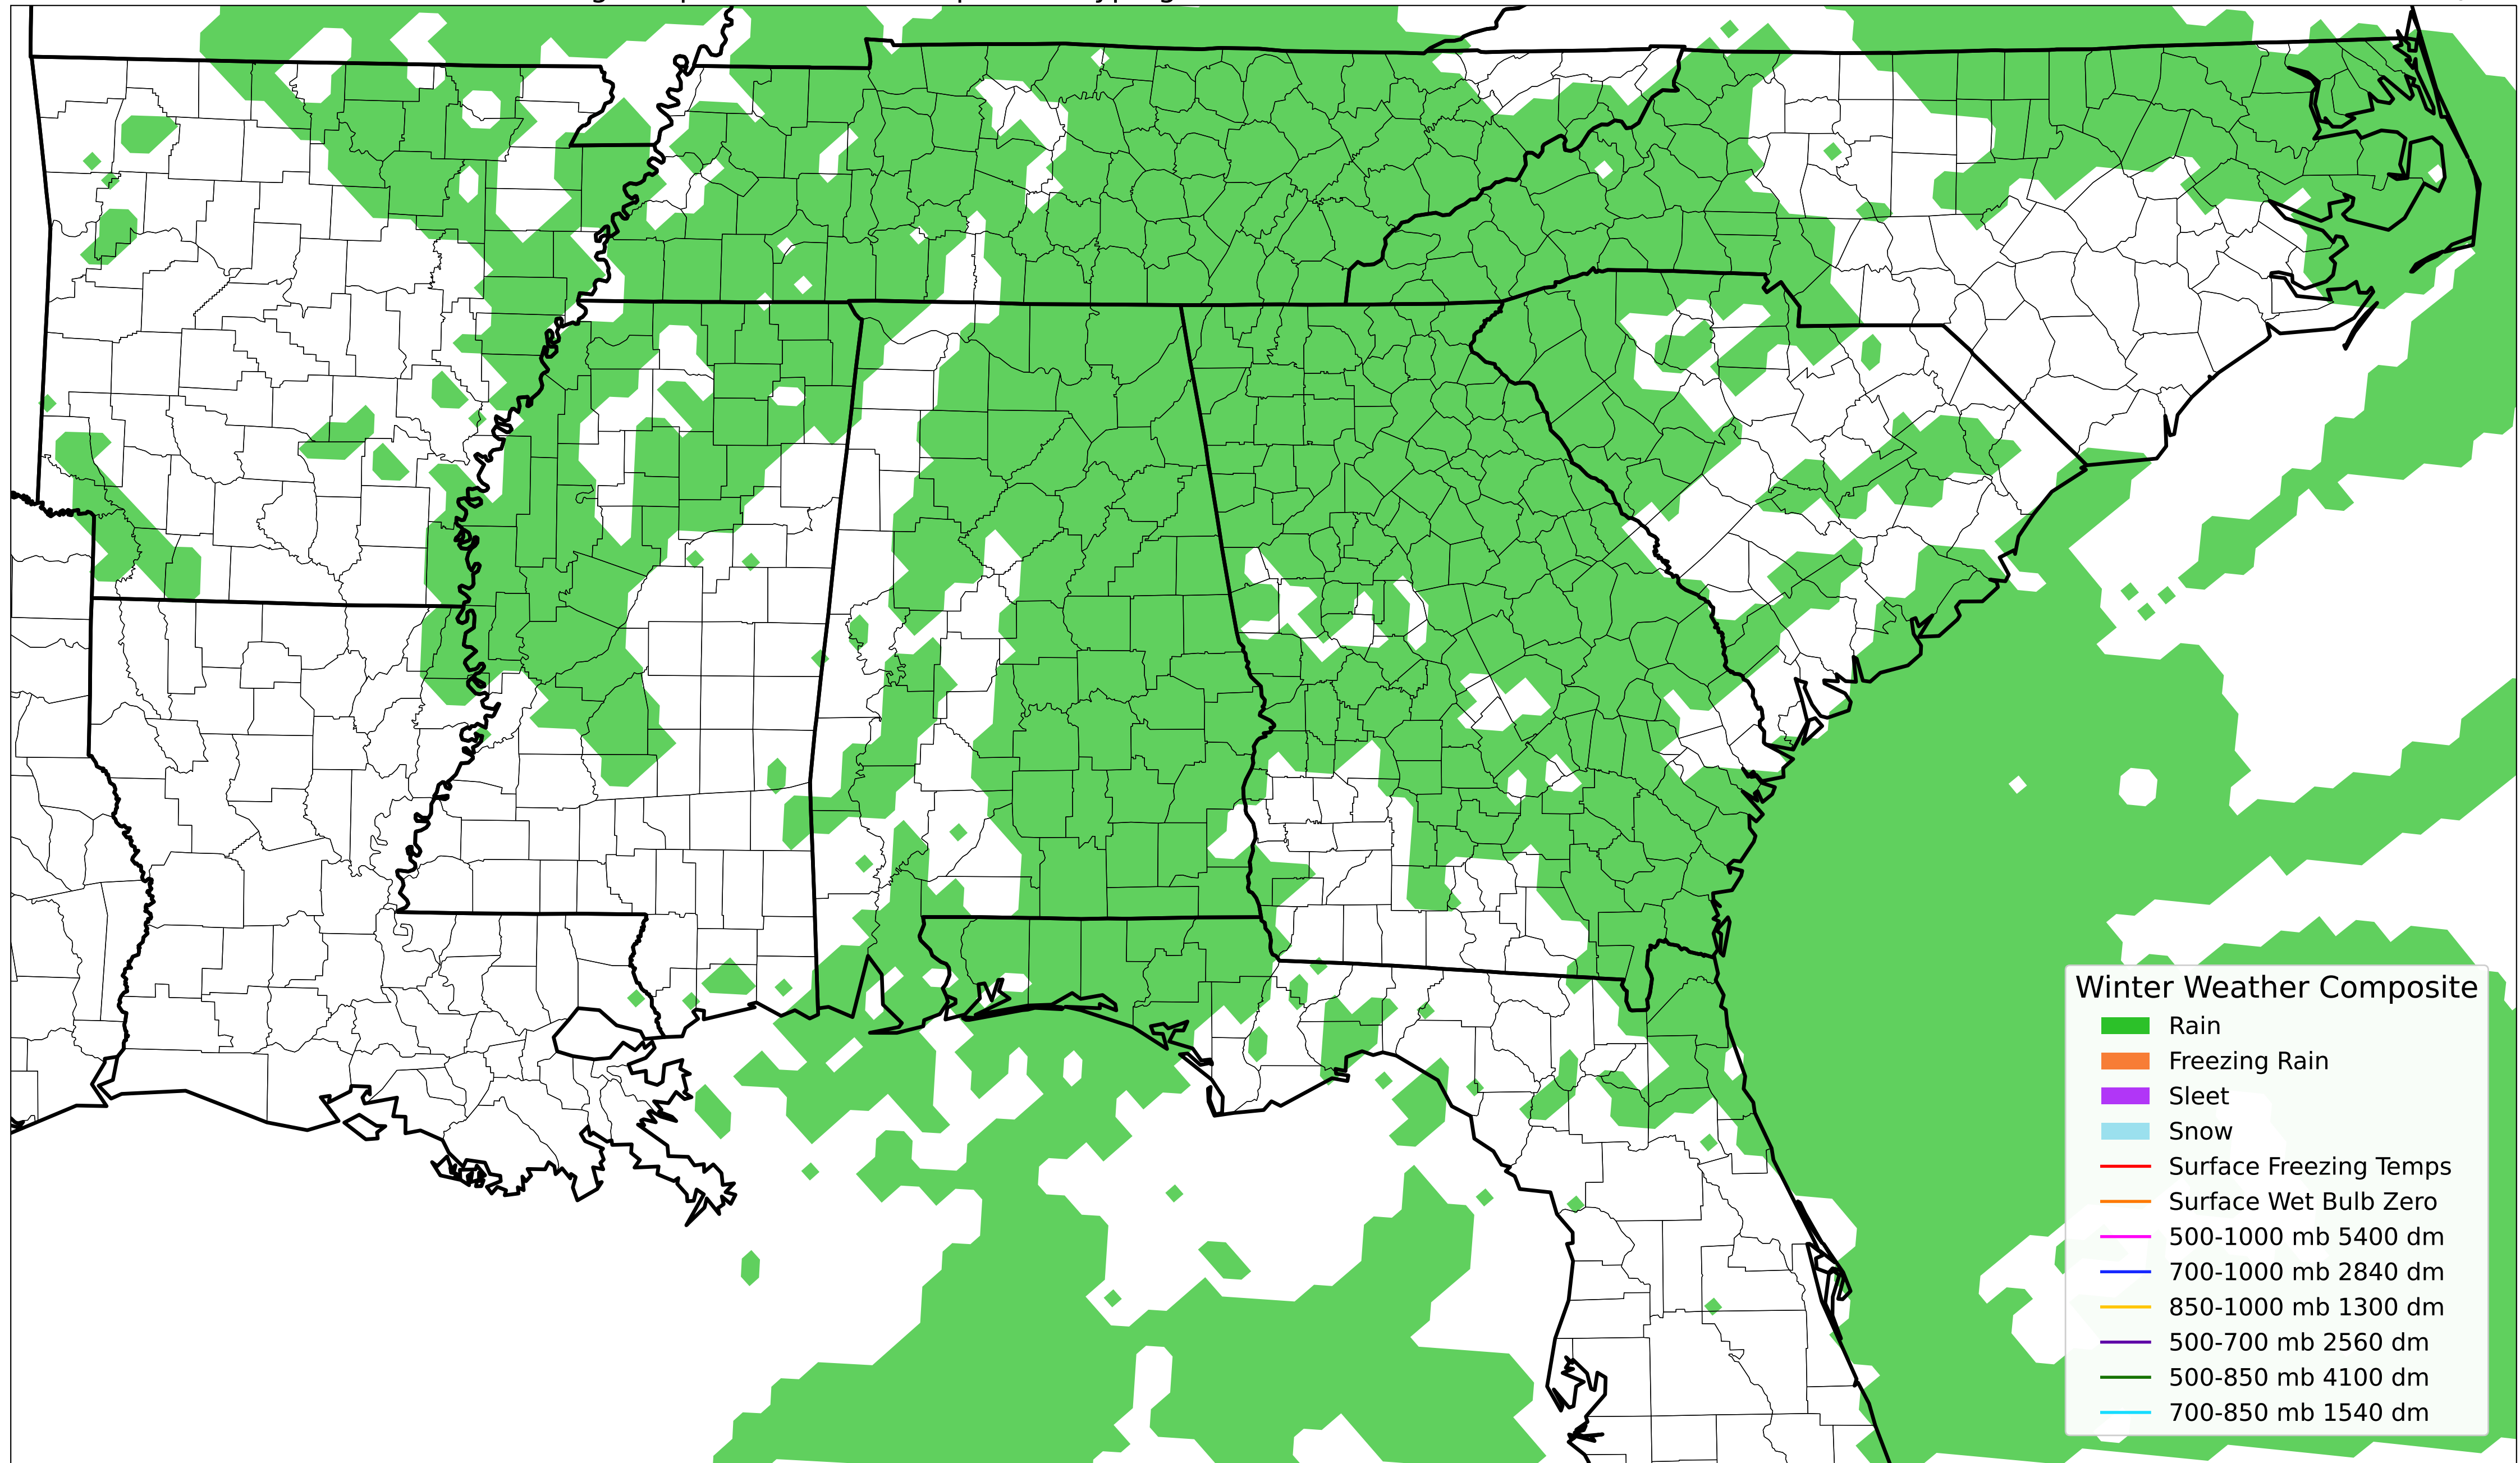 Winter Weather Composite
Rain
Freezing Rain
Sleet
Snow
Surface Freezing Temps
Surface Wet Bulb Zero
500-1000 mb 5400 dm
700-1000 mb 2840 dm
850-1000 mb 1300 dm
500-700 mb 2560 dm
500-850 mb 4100 dm
700-850 mb 1540 dm